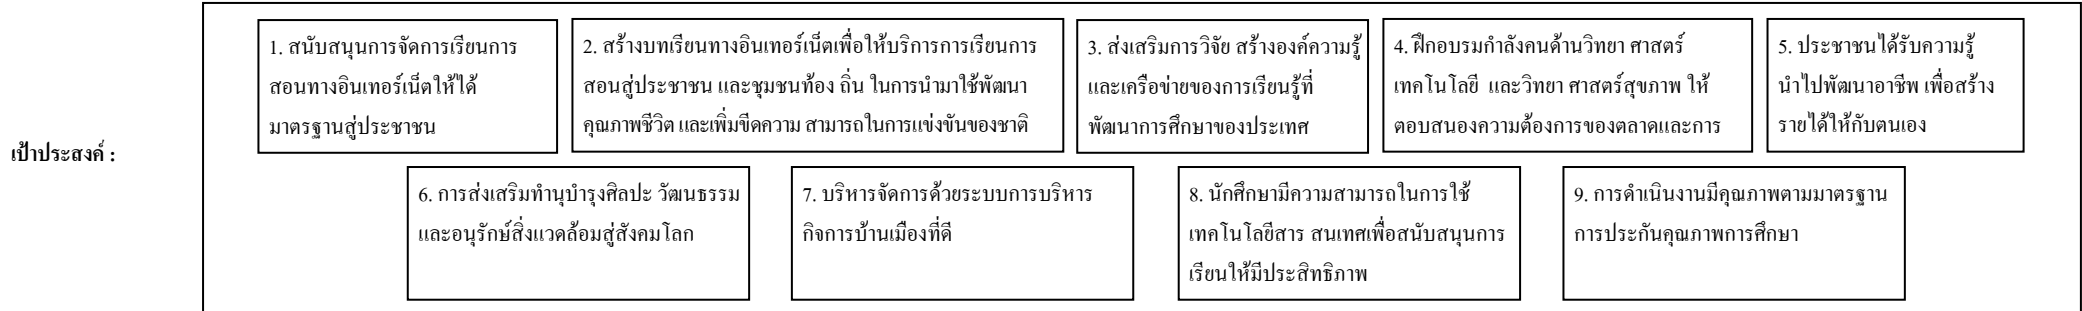 เป้าประสงค์ :
1. สนับสนุนการจัดการเรียนการ
สอนทางอินเทอร์เน็ตให้ได้
มาตรฐานสู่ประชาชน
2. สร้างบทเรียนทางอินเทอร์เน็ตเพื่อให้บริการการเรียนการ
สอนสู่ประชาชน และชุมชนท้อง ถิ่น ในการนำมาใช้พัฒนา
คุณภาพชีวิต และเพิ่มขีดความ สามารถในการแข่งขันของชาติ
3. ส่งเสริมการวิจัย สร้างองค์ความรู้
และเครือข่ายของการเรียนรู้ที่
พัฒนาการศึกษาของประเทศ
4. ฝึกอบรมกำลังคนด้านวิทยา ศาสตร์
เทคโนโลยี และวิทยา ศาสตร์สุขภาพ ให้
ตอบสนองความต้องการของตลาดและการ
5. ประชาชนได้รับความรู้
นำไปพัฒนาอาชีพ เพื่อสร้าง
รายได้ให้กับตนเอง
6. การส่งเสริมทำนุบำรุงศิลปะ วัฒนธรรม
และอนุรักษ์สิ่งแวดล้อมสู่สังคมโลก
7. บริหารจัดการด้วยระบบการบริหาร
กิจการบ้านเมืองที่ดี
8. นักศึกษามีความสามารถในการใช้
เทคโนโลยีสาร สนเทศเพื่อสนับสนุนการ
เรียนให้มีประสิทธิภาพ
9. การดำเนินงานมีคุณภาพตามมาตรฐาน
การประกันคุณภาพการศึกษา